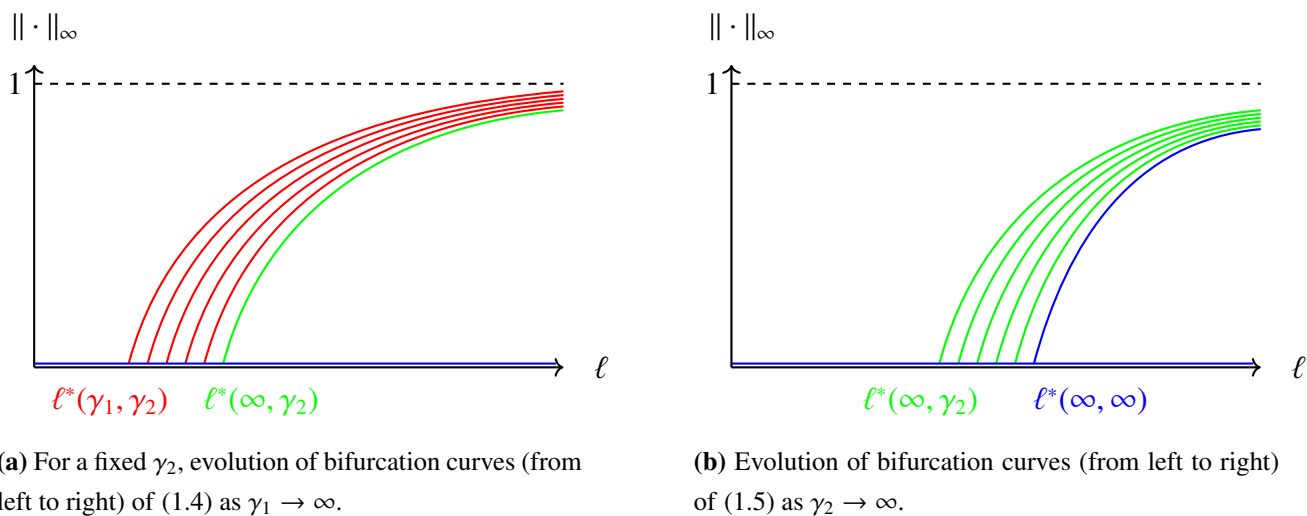 ‖ · ‖∞
1
ℓ
ℓ*(γ₁, γ₂) ℓ*(∞, γ₂)
(a) For a fixed γ₂, evolution of bifurcation curves (from
left to right) of (1.4) as γ₁ → ∞.
‖ · ‖∞
1
ℓ
ℓ*(∞, γ₂) ℓ*(∞, ∞)
(b) Evolution of bifurcation curves (from left to right)
of (1.5) as γ₂ → ∞.